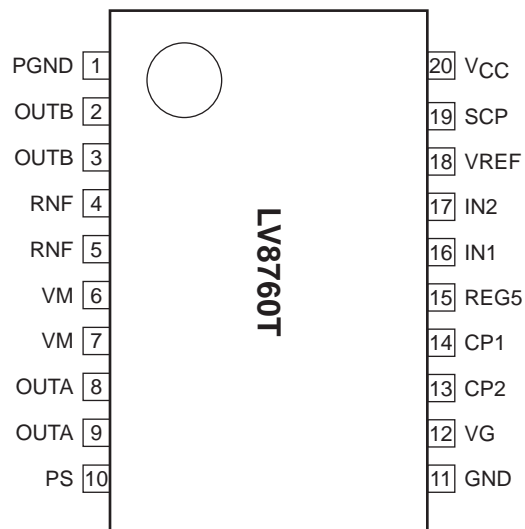 PGND 1
OUTB 2
OUTB 3
RNF 4
RNF 5
VM 6
VM 7
OUTA 8
OUTA 9
PS 10
LV8760T
20 VCC
19 SCP
18 VREF
17 IN2
16 IN1
15 REG5
14 CP1
13 CP2
12 VG
11 GND